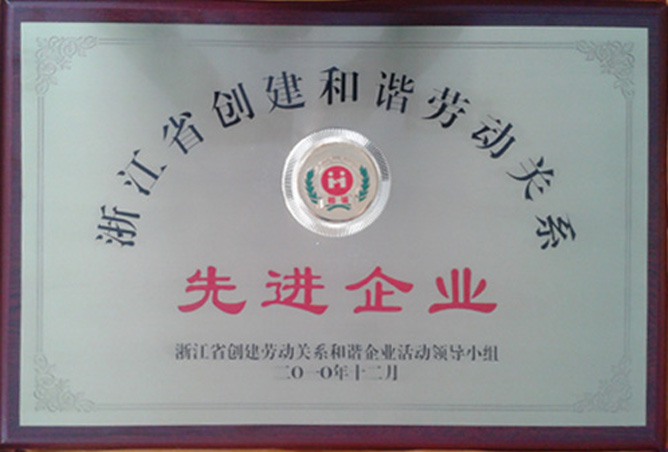 浙江省创建和谐劳动关系
先进企业
浙江省创建劳动关系和谐企业活动领导小组
二〇一〇年十二月